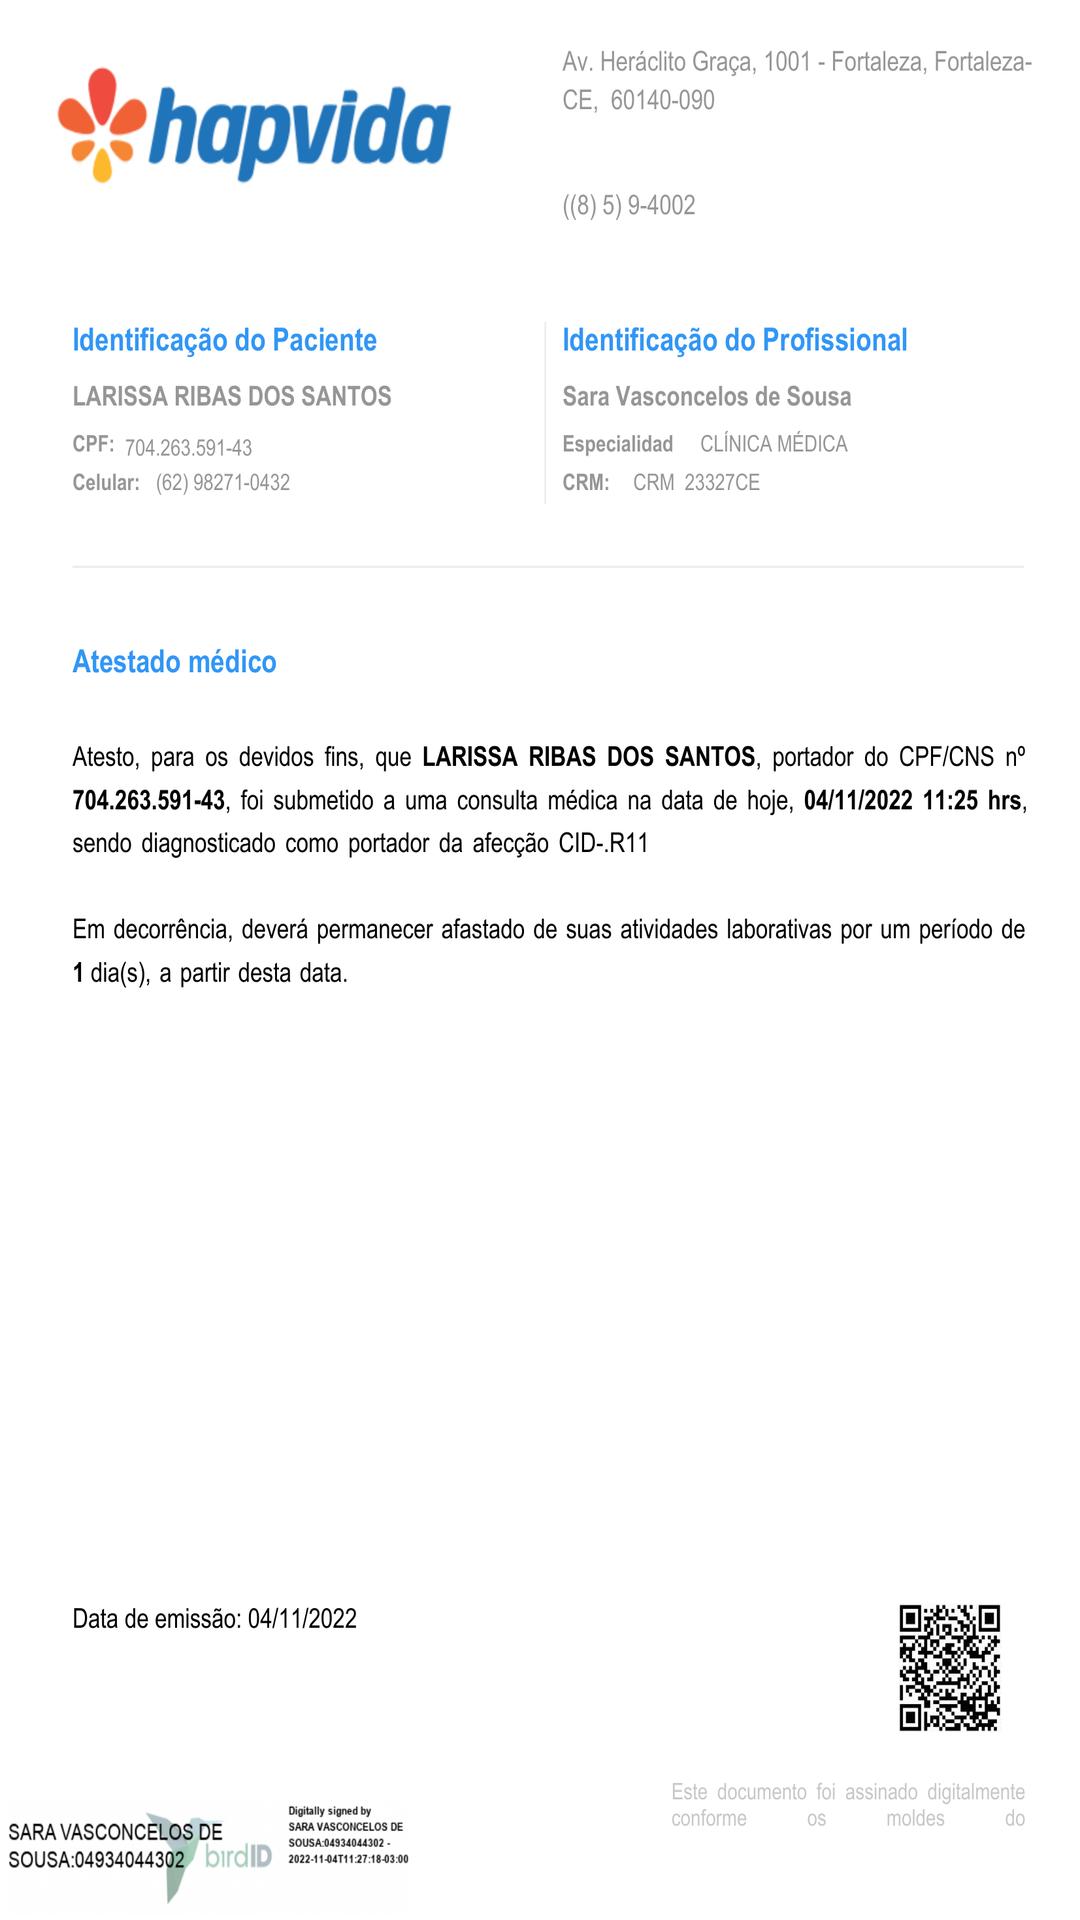 hapvida
Av. Heráclito Graça, 1001 - Fortaleza, Fortaleza-
CE, 60140-090
((8) 5) 9-4002
Identificação do Paciente
LARISSA RIBAS DOS SANTOS
CPF: 704.263.591-43
Celular: (62) 98271-0432
Identificação do Profissional
Sara Vasconcelos de Sousa
Especialidad CLÍNICA MÉDICA
CRM: CRM 23327CE
Atestado médico
Atesto, para os devidos fins, que LARISSA RIBAS DOS SANTOS, portador do CPF/CNS nº
704.263.591-43, foi submetido a uma consulta médica na data de hoje, 04/11/2022 11:25 hrs,
sendo diagnosticado como portador da afecção CID-.R11
Em decorrência, deverá permanecer afastado de suas atividades laborativas por um período de
1 dia(s), a partir desta data.
Data de emissão: 04/11/2022
Este documento foi assinado digitalmente
conforme os moldes do
SARA VASCONCELOS DE
SOUSA:04934044302
birdID
Digitally signed by
SARA VASCONCELOS DE
SOUSA:04934044302 -
2022-11-04T11:27:18-03:00